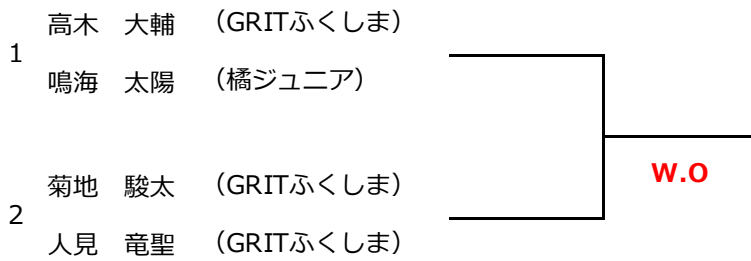 高木　大輔　（GRITふくしま）
1
鳴海　太陽　（橘ジュニア）
W.O
菊地　駿太　（GRITふくしま）
2
人見　竜聖　（GRITふくしま）